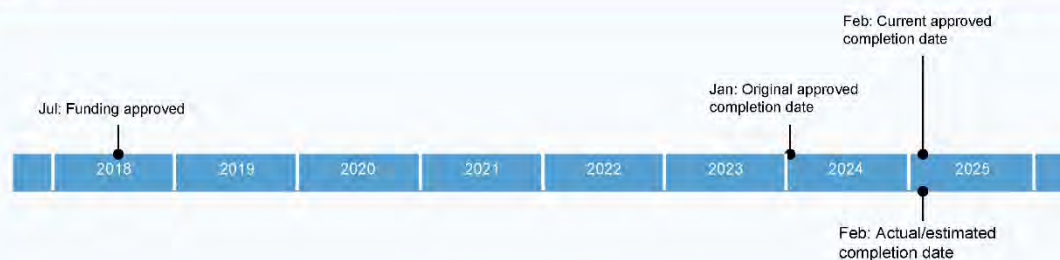 Feb: Current approved
completion date
Jan: Original approved
completion date
Jul: Funding approved
2018 2019 2020 2021 2022 2023 2024 2025
Feb: Actual/estimated
completion date